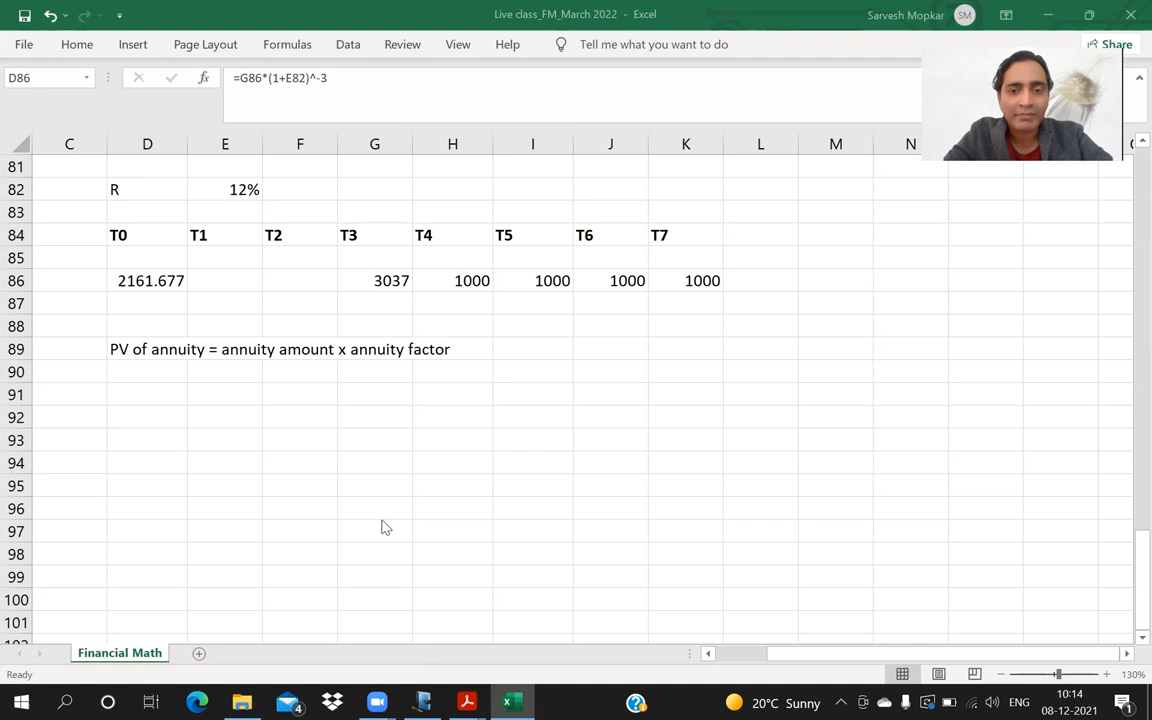 Live class_FM_March 2022 - Excel
Sarvesh Mopkar SM
File Home Insert Page Layout Formulas Data Review View Help Tell me what you want to do Share
D86 fx =G86*(1+E82)^-3
C D E F G H I J K L M N
81
82 R 12%
83
84 T0 T1 T2 T3 T4 T5 T6 T7
85
86 2161.677 3037 1000 1000 1000 1000
87
88
89 PV of annuity = annuity amount x annuity factor
90
91
92
93
94
95
96
97
98
99
100
101
Financial Math
Ready 130%
4 20°C Sunny ENG 10:14
08-12-2021 1